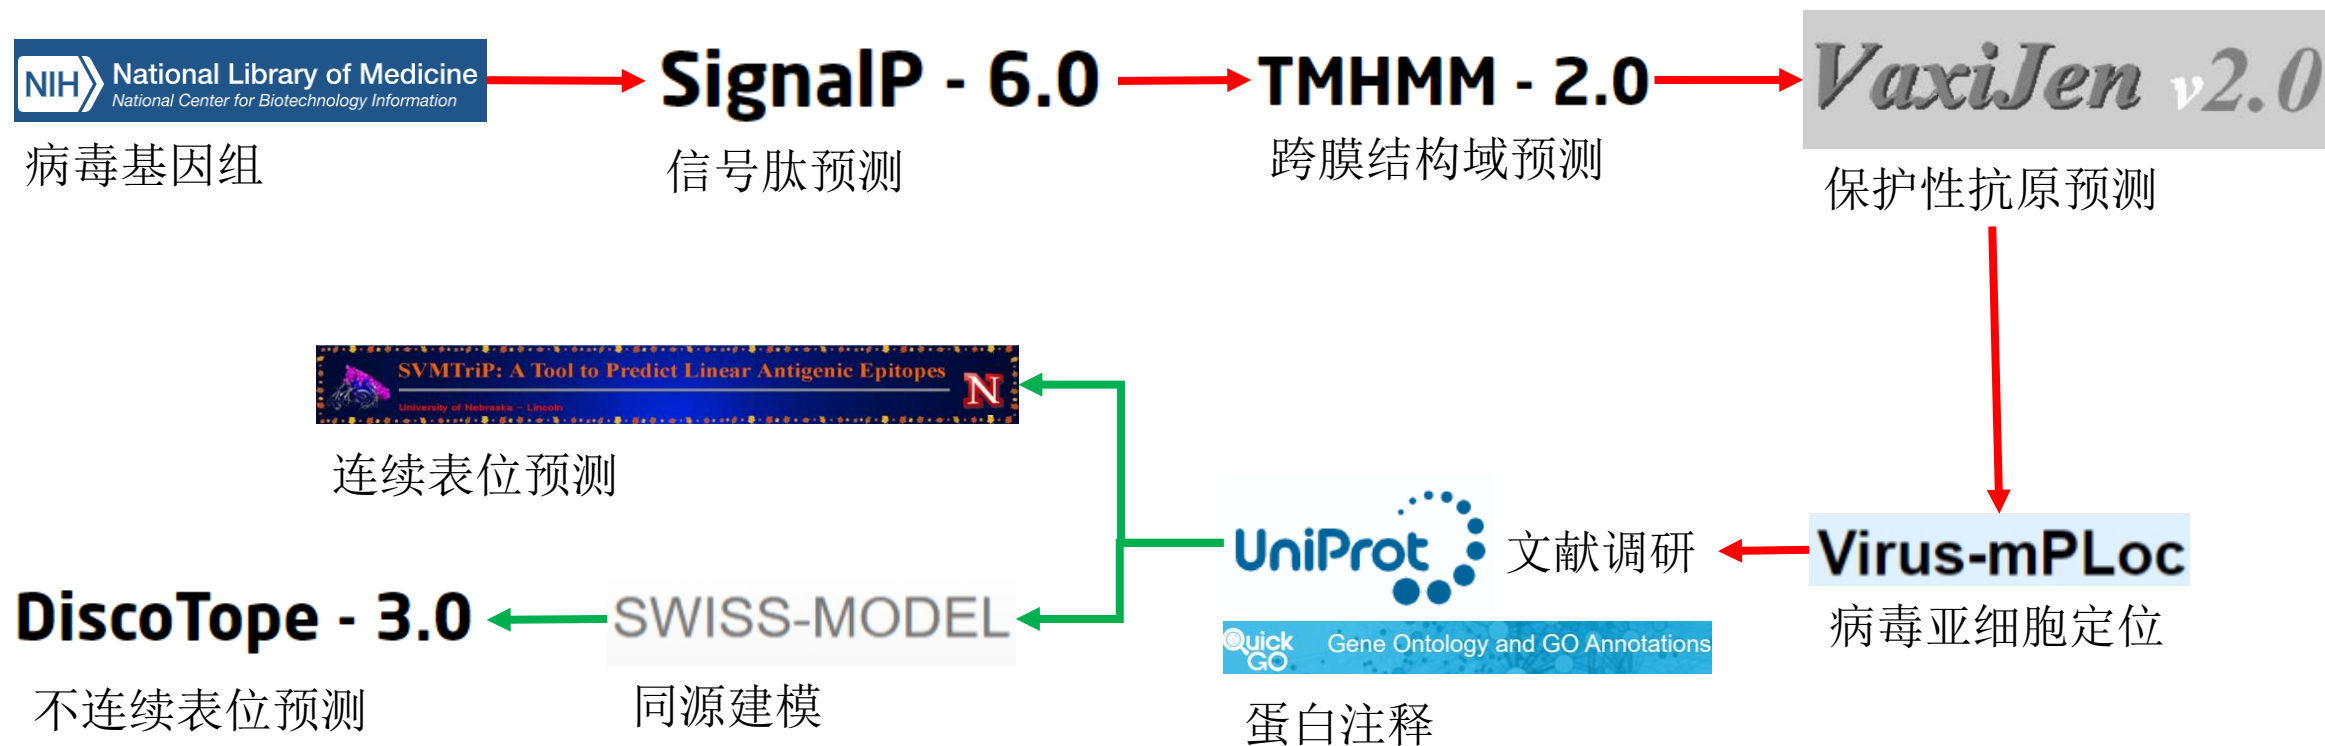 NIH National Library of Medicine
National Center for Biotechnology Information
病毒基因组
SignalP - 6.0
信号肽预测
TMHMM - 2.0
跨膜结构域预测
VaxiJen v2.0
保护性抗原预测
SVMTriP: A Tool to Predict Linear Antigenic Epitopes
University of Nebraska - Lincoln
N
连续表位预测
DiscoTope - 3.0
不连续表位预测
SWISS-MODEL
同源建模
UniProt
文献调研
Quick GO
Gene Ontology and GO Annotations
蛋白注释
Virus-mPLoc
病毒亚细胞定位